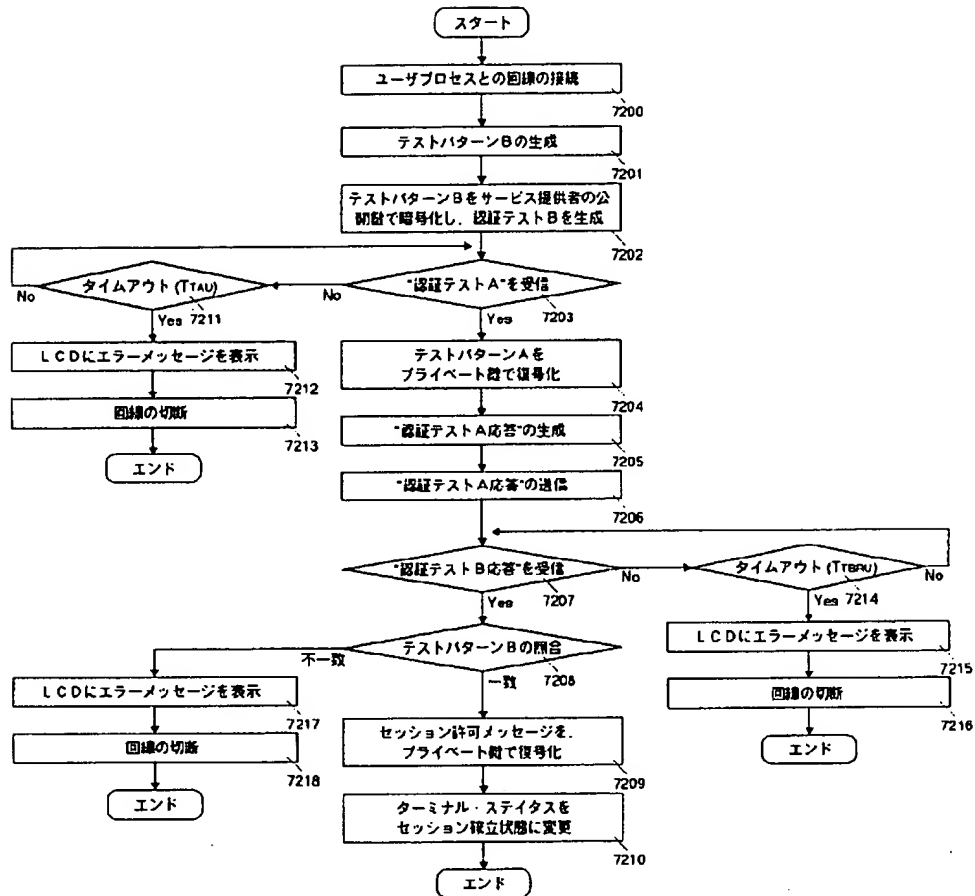 スタート
ユーザプロセスとの回線の接続
7200
テストパターンBの生成
7201
テストパターンBをサービス提供者の公
開鍵で暗号化し、認証テストBを生成
7202
"認証テストA"を受信
7203
No
Yes
タイムアウト(TTAU)
7211
No
Yes
LCDにエラーメッセージを表示
7212
回線の切断
7213
エンド
テストパターンAを
プライベート鍵で復号化
7204
"認証テストA応答"の生成
7205
"認証テストA応答"の送信
7206
"認証テストB応答"を受信
7207
No
Yes
タイムアウト(TTBRU)
7214
No
Yes
LCDにエラーメッセージを表示
7215
回線の切断
7216
エンド
テストパターンBの照合
7208
不一致
一致
LCDにエラーメッセージを表示
7217
回線の切断
7218
エンド
セッション許可メッセージを、
プライベート鍵で復号化
7209
ターミナル・ステイタスを
セッション確立状態に変更
7210
エンド